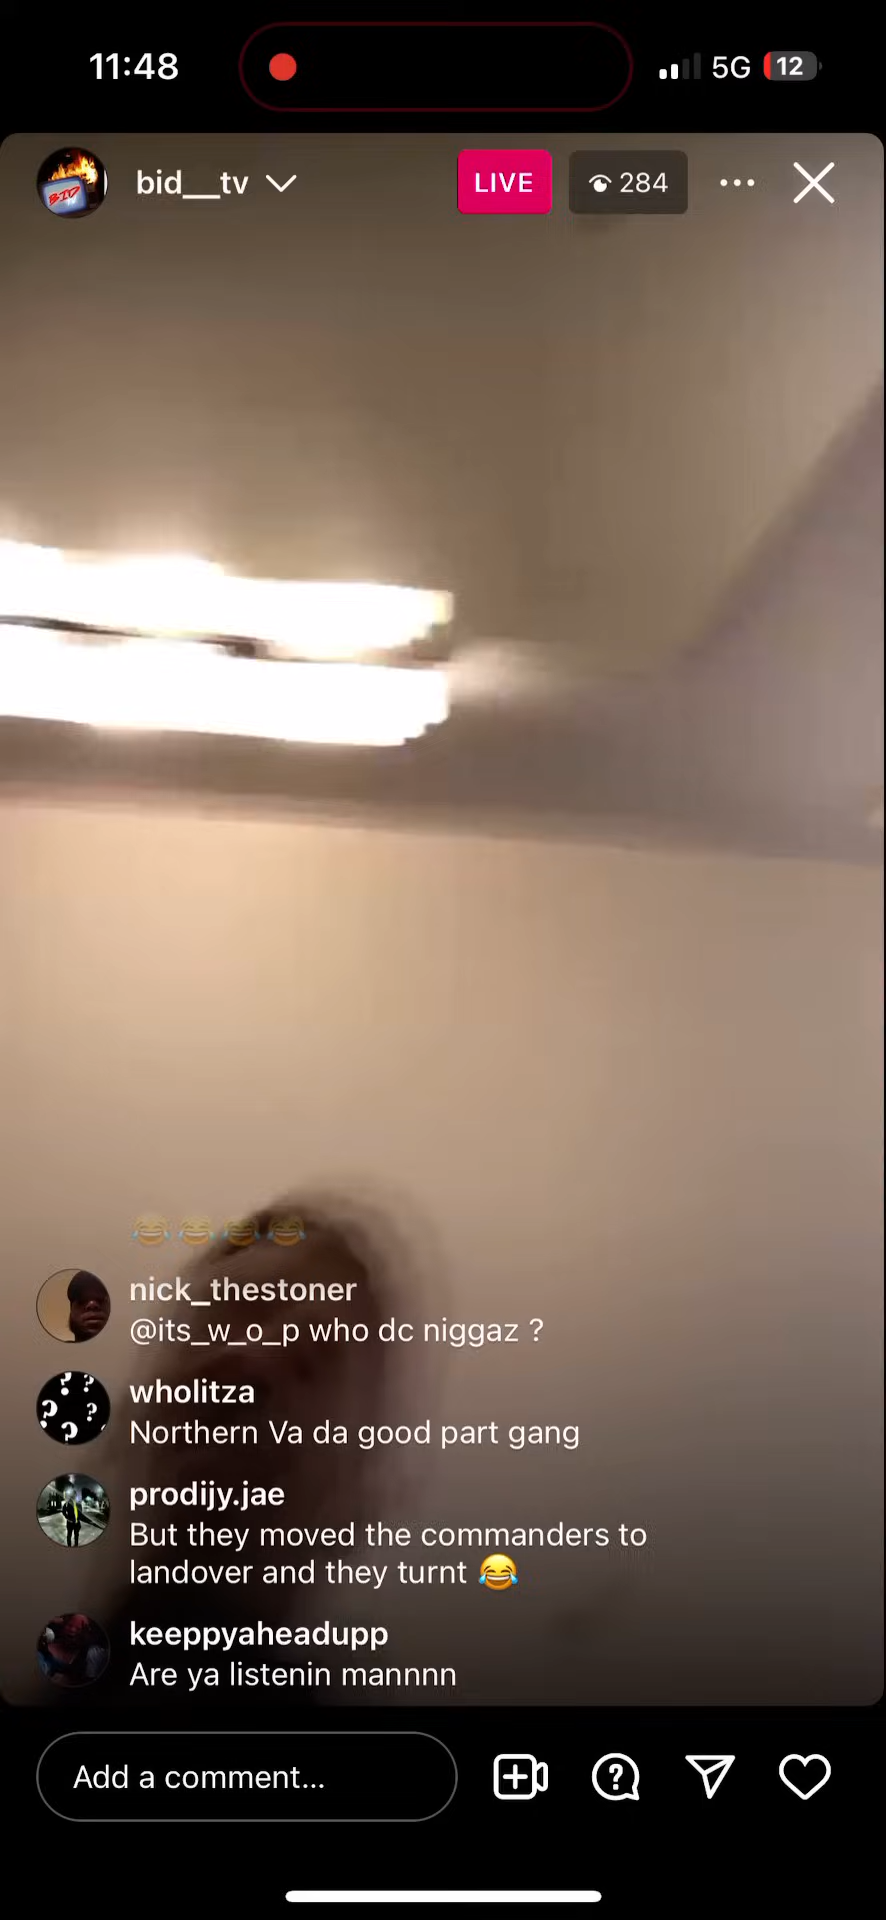 11:48
5G
12
BID
bid__tv
LIVE
284
😂😂😂😂
nick_thestoner
@its_w_o_p who dc niggaz ?
wholitza
Northern Va da good part gang
prodijy.jae
But they moved the commanders to
landover and they turnt 😂
keeppyaheadupp
Are ya listenin mannnn
Add a comment...